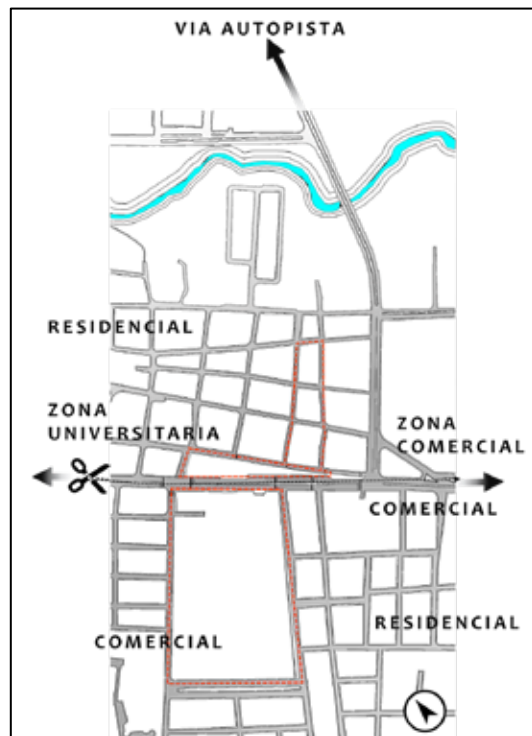 VIA AUTOPISTA
RESIDENCIAL
ZONA
UNIVERSITARIA
ZONA
COMERCIAL
COMERCIAL
RESIDENCIAL
COMERCIAL